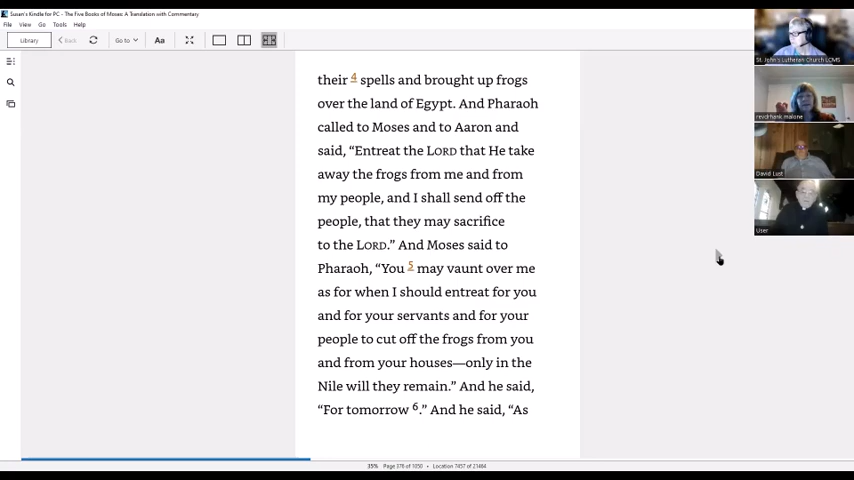 Susan's Kindle for PC - The Five Books of Moses: A Translation with Commentary
File View Go Tools Help
Library Back Go to Aa
their 4 spells and brought up frogs
over the land of Egypt. And Pharaoh
called to Moses and to Aaron and
said, “Entreat the LORD that He take
away the frogs from me and from
my people, and I shall send off the
people, that they may sacrifice
to the LORD.” And Moses said to
Pharaoh, “You 5 may vaunt over me
as for when I should entreat for you
and for your servants and for your
people to cut off the frogs from you
and from your houses—only in the
Nile will they remain.” And he said,
“For tomorrow 6.” And he said, “As
35% Page 376 of 1050 • Location 7457 of 21464
St. John's Lutheran Church LCMS
revdrhank malone
David Lust
User